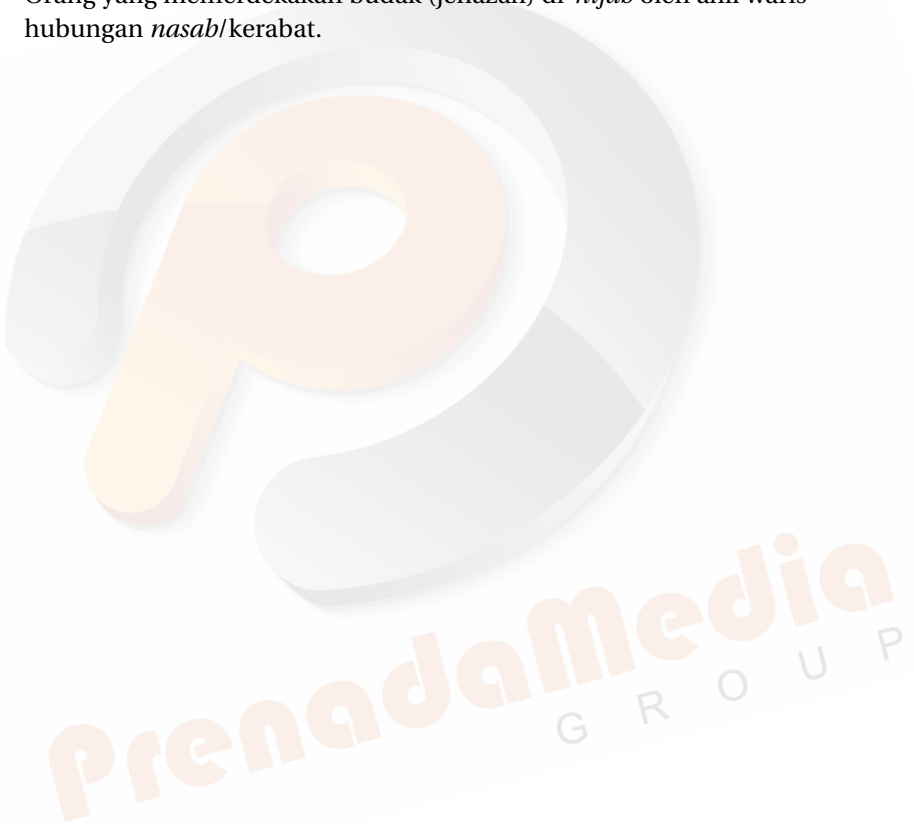 Orang yang memerdekakan budak (jenazah) di-hijab oleh ahli waris
hubungan nasab/kerabat.
PrenadaMedia
GROUP